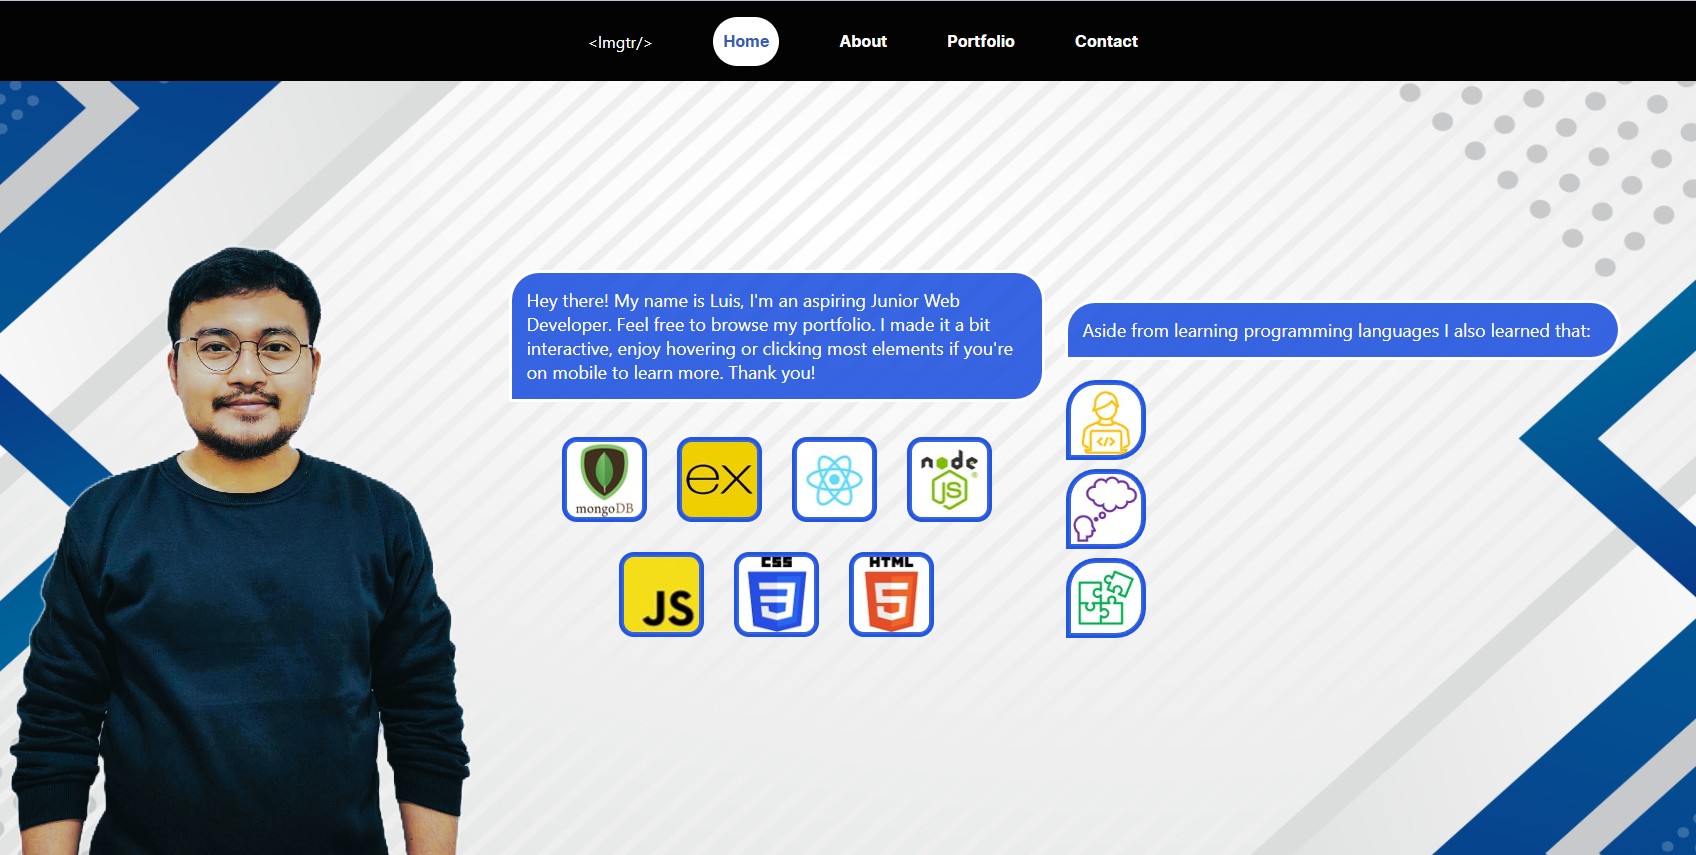 <lmgtr/>
Home
About
Portfolio
Contact
Hey there! My name is Luis, I'm an aspiring Junior Web
Developer. Feel free to browse my portfolio. I made it a bit
interactive, enjoy hovering or clicking most elements if you're
on mobile to learn more. Thank you!
Aside from learning programming languages I also learned that:
</>
mongoDB
ex
node
JS
®
JS
CSS
3
HTML
5